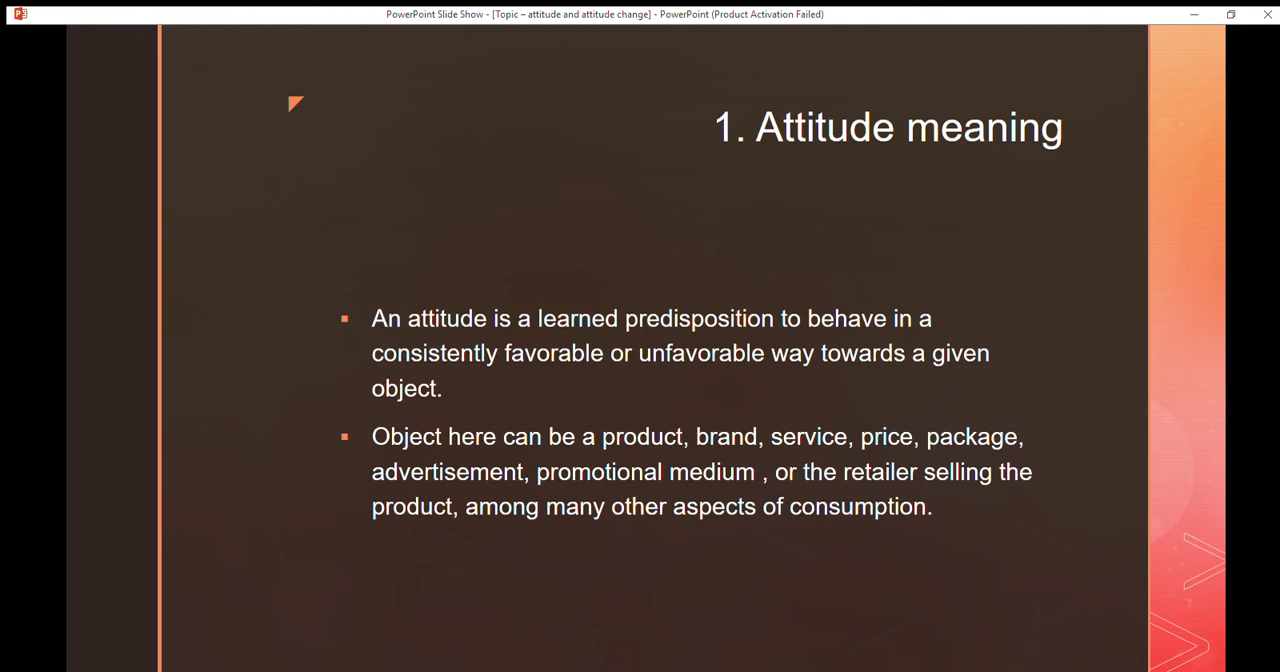 PowerPoint Slide Show - [Topic – attitude and attitude change] - PowerPoint (Product Activation Failed)
1. Attitude meaning
▪ An attitude is a learned predisposition to behave in a
consistently favorable or unfavorable way towards a given
object.
▪ Object here can be a product, brand, service, price, package,
advertisement, promotional medium , or the retailer selling the
product, among many other aspects of consumption.